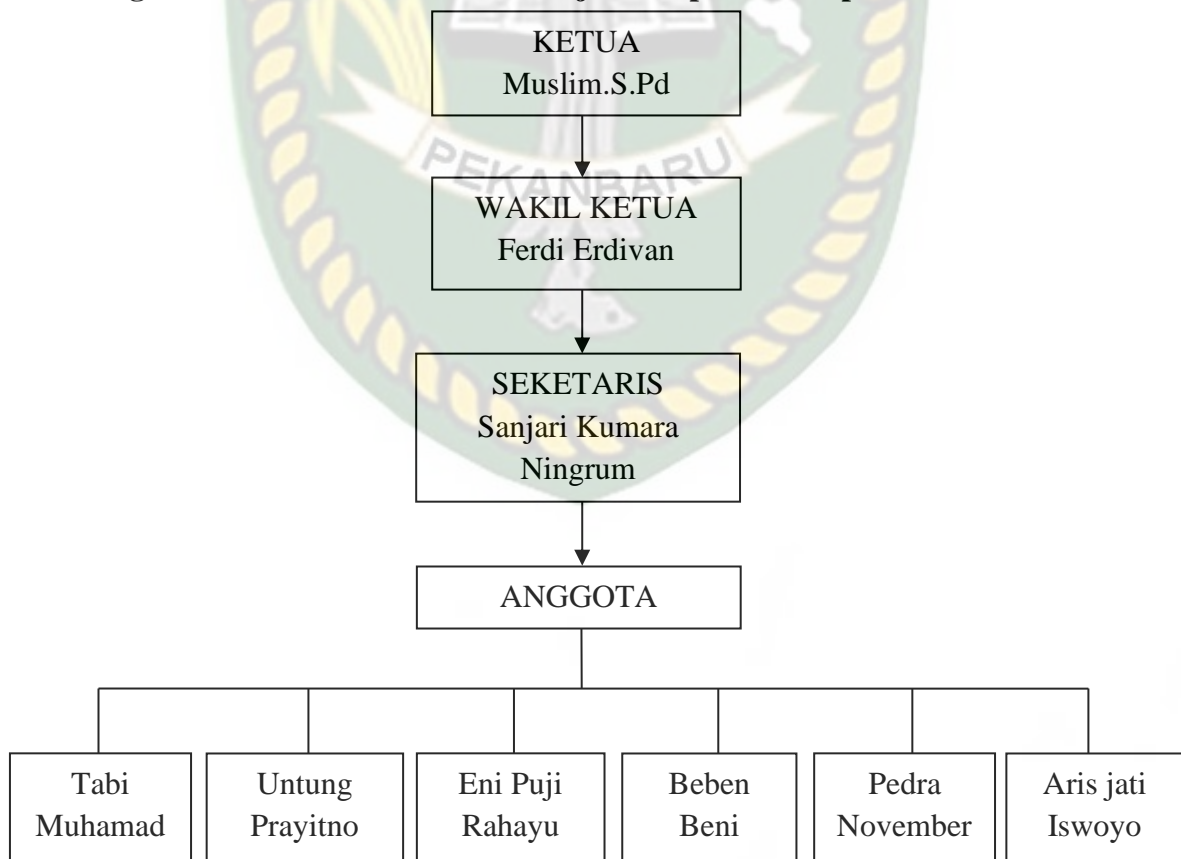 KETUA
Muslim.S.Pd
PEKANBARU
WAKIL KETUA
Ferdi Erdivan
SEKETARIS
Sanjari Kumara
Ningrum
ANGGOTA
Tabi
Muhamad
Untung
Prayitno
Eni Puji
Rahayu
Beben
Beni
Pedra
November
Aris jati
Iswoyo